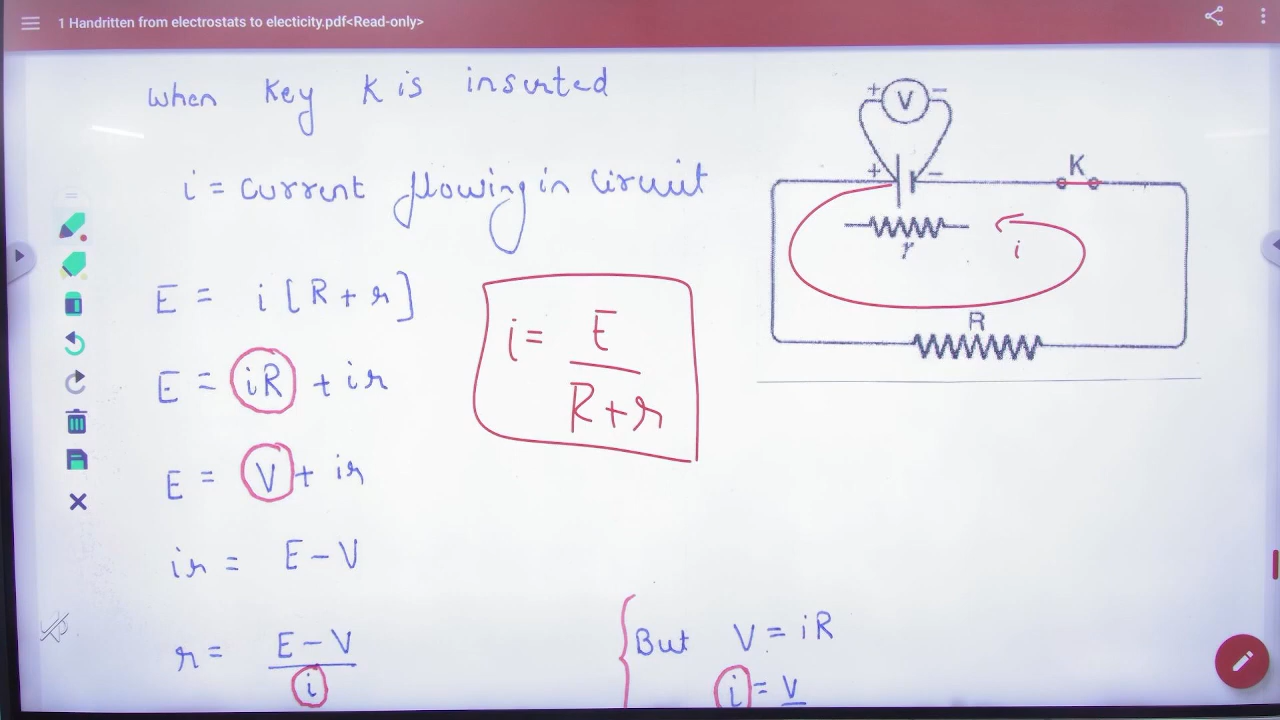 1 Handritten from electrostats to electicity.pdf<Read-only>
when key K is inserted
i = current flowing in circuit
E = i [R + r]
E = iR + ir
E = V + ir
ir = E - V
r = E - V
i
i = E
R + r
+ V -
+ -
K
r
i
R
But V = iR
i = V